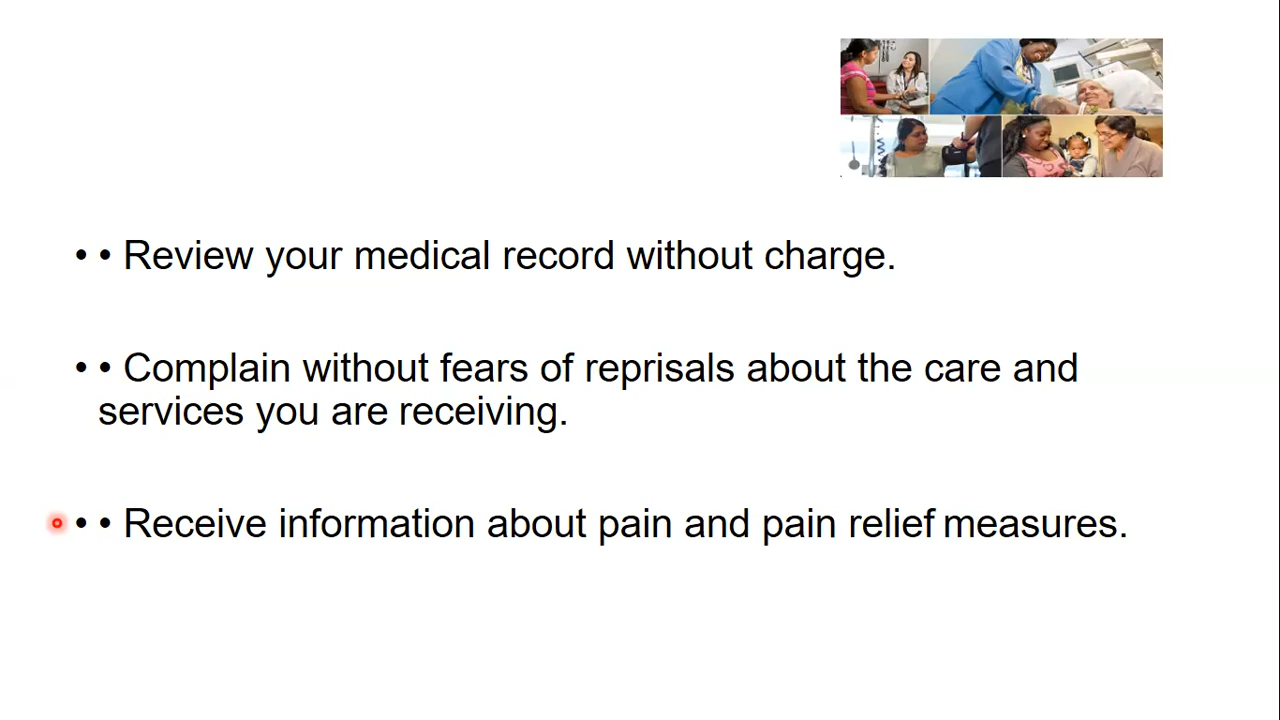 • • Review your medical record without charge.
• • Complain without fears of reprisals about the care and
services you are receiving.
• • Receive information about pain and pain relief measures.